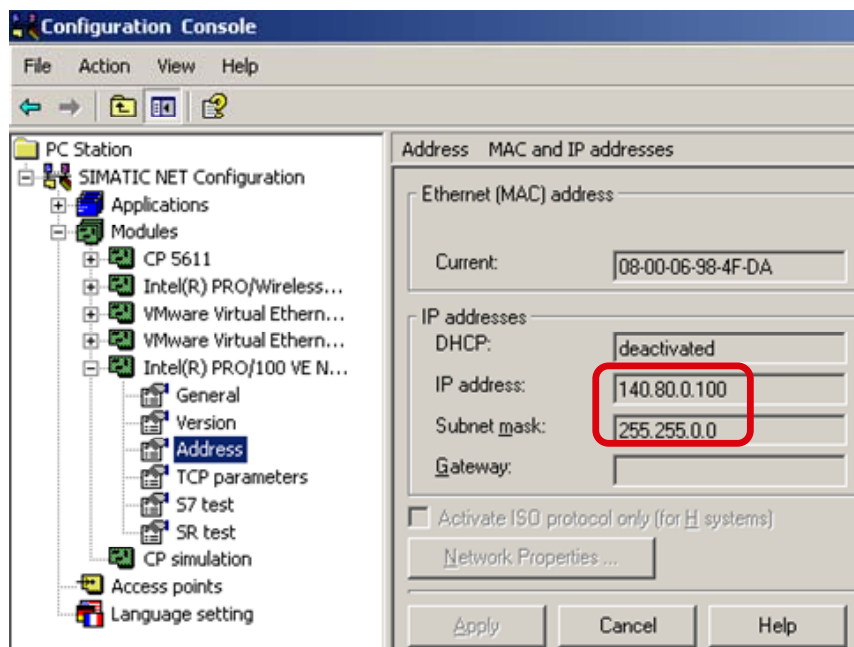 Configuration Console
File Action View Help
PC Station
SIMATIC NET Configuration
Applications
Modules
CP 5611
Intel(R) PRO/Wireless...
VMware Virtual Ethern...
VMware Virtual Ethern...
Intel(R) PRO/100 VE N...
General
Version
Address
TCP parameters
S7 test
SR test
CP simulation
Access points
Language setting
Address MAC and IP addresses
Ethernet (MAC) address
Current: 08-00-06-98-4F-DA
IP addresses
DHCP: deactivated
IP address: 140.80.0.100
Subnet mask: 255.255.0.0
Gateway:
Activate ISO protocol only (for H systems)
Network Properties ...
Apply Cancel Help